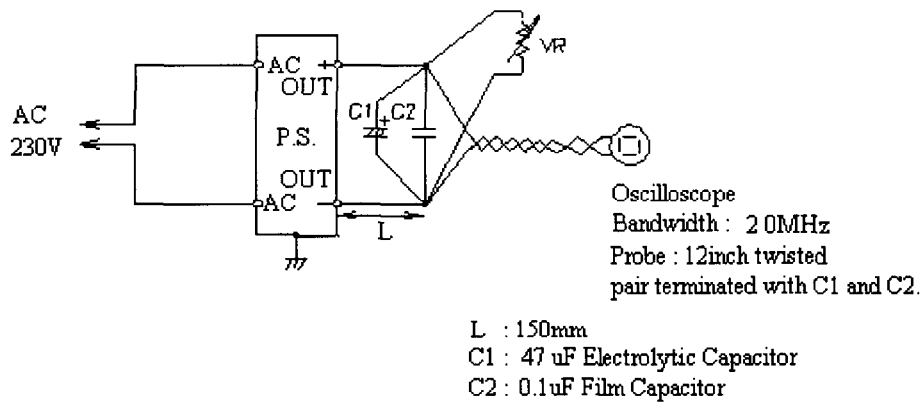 VR
AC +
OUT
C1 + C2
AC
230V
P.S.
OUT
AC −
L
Oscilloscope
Bandwidth : 20MHz
Probe : 12inch twisted
pair terminated with C1 and C2.
L : 150mm
C1 : 47 uF Electrolytic Capacitor
C2 : 0.1uF Film Capacitor